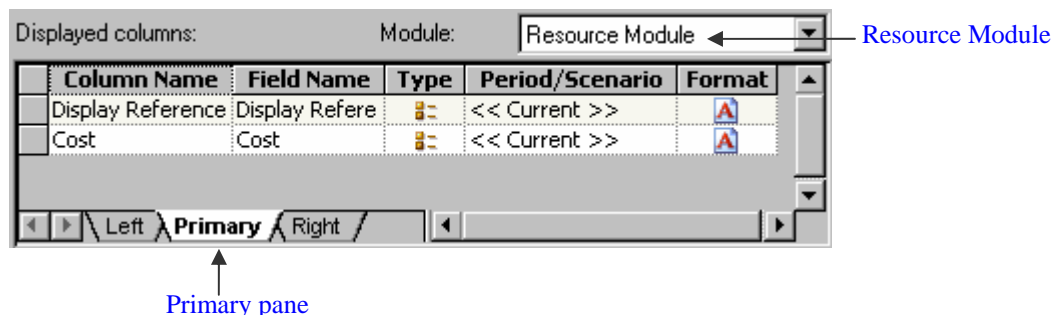 Displayed columns: Module: Resource Module Resource Module
Column Name Field Name Type Period/Scenario Format
Display Reference Display Refere << Current >> A
Cost Cost << Current >> A
Left Primary Right
Primary pane